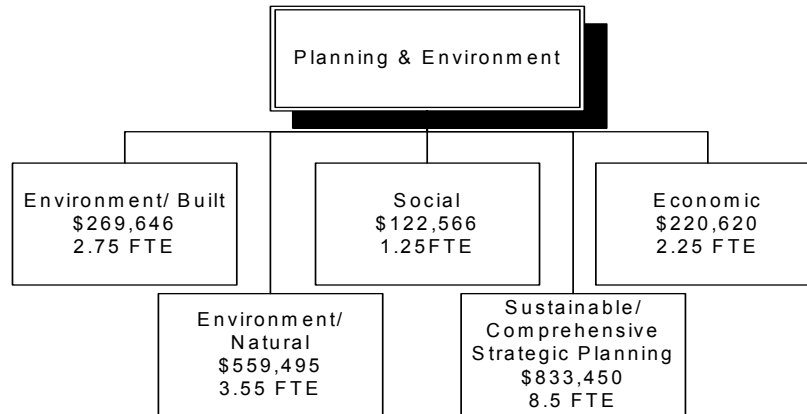 Planning & Environment
Environment/ Built
$269,646
2.75 FTE
Social
$122,566
1.25FTE
Economic
$220,620
2.25 FTE
Environment/
Natural
$559,495
3.55 FTE
Sustainable/
Comprehensive
Strategic Planning
$833,450
8.5 FTE